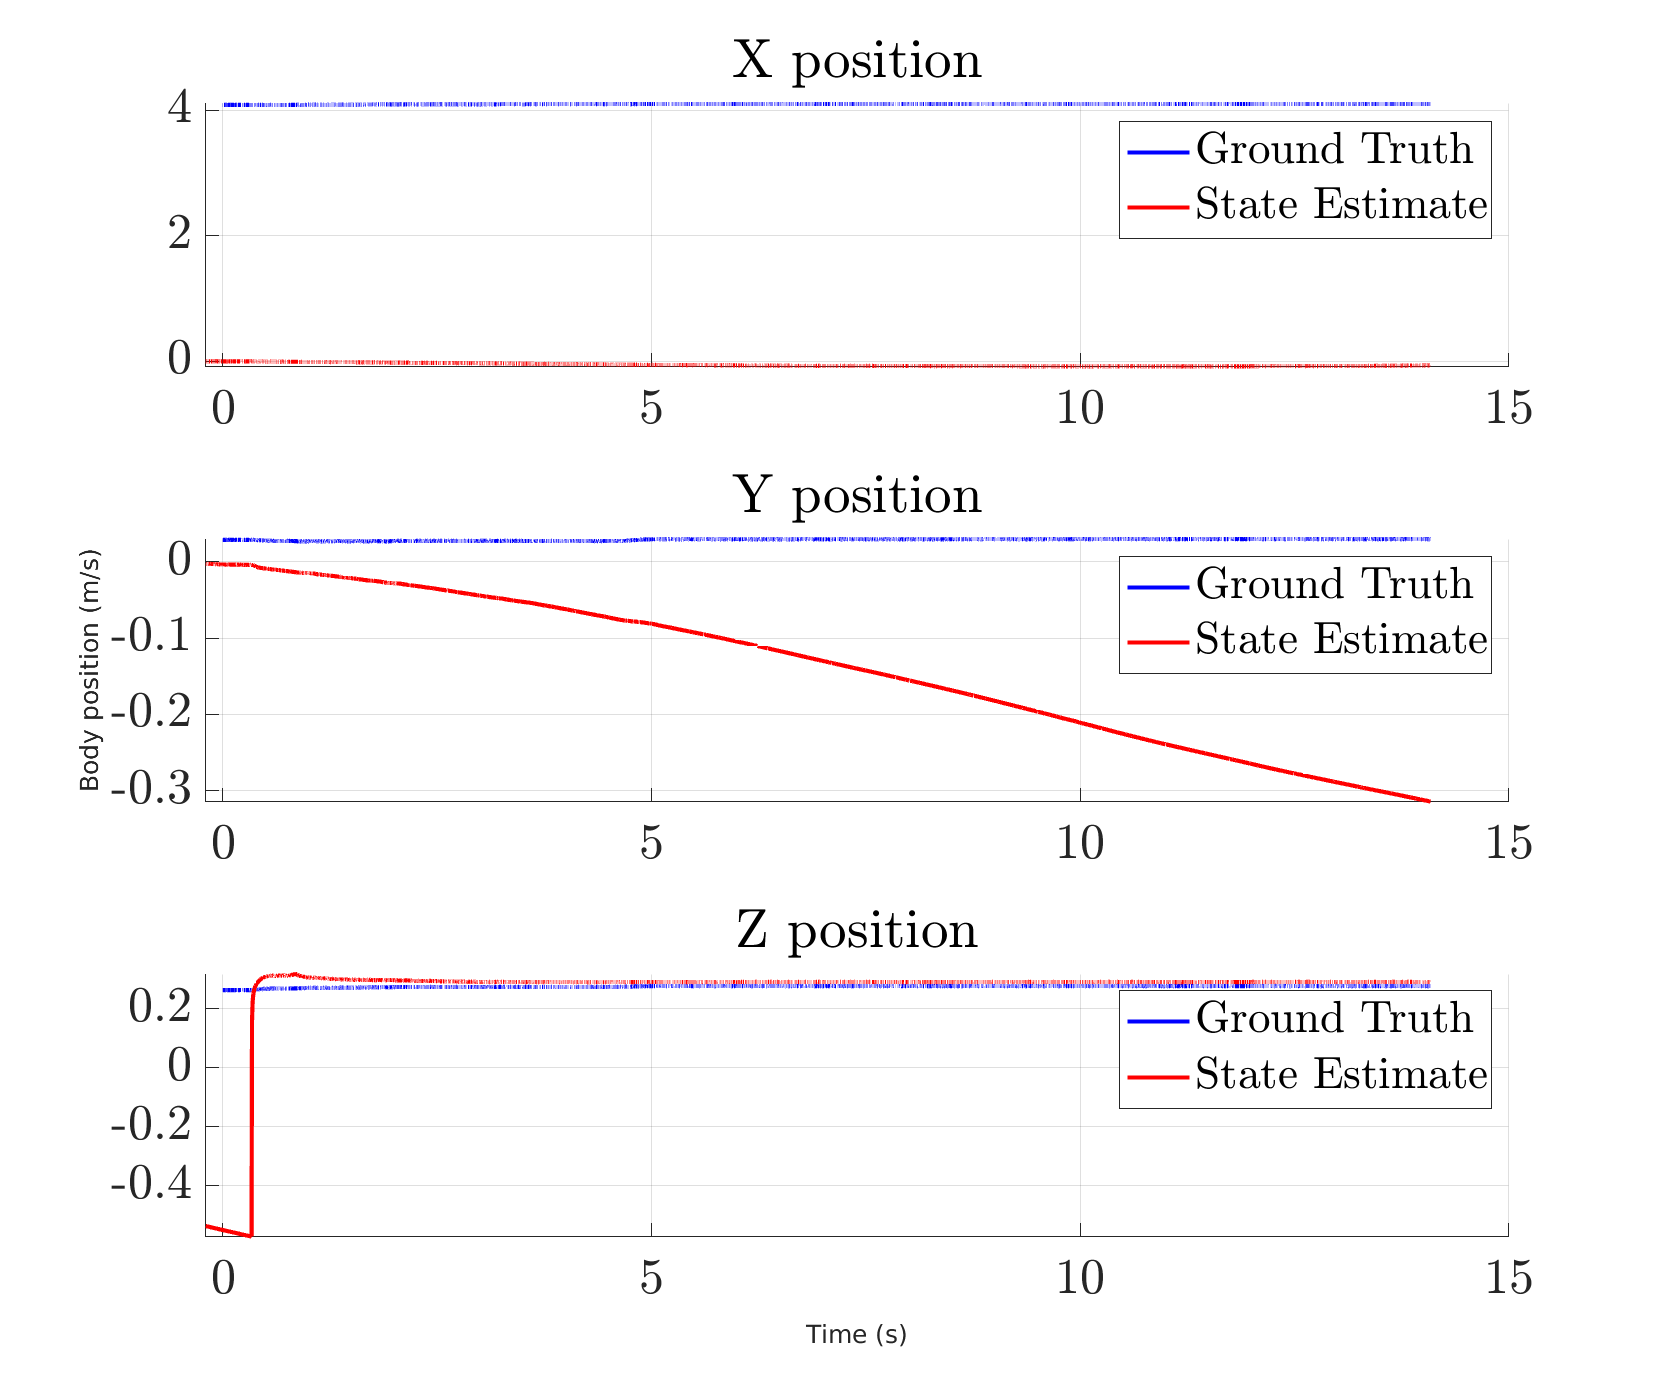 X position
4
2
0
Ground Truth
State Estimate
0 5 10 15
Y position
Body position (m/s)
0
-0.1
-0.2
-0.3
Ground Truth
State Estimate
0 5 10 15
Z position
0.2
0
-0.2
-0.4
Ground Truth
State Estimate
0 5 10 15
Time (s)